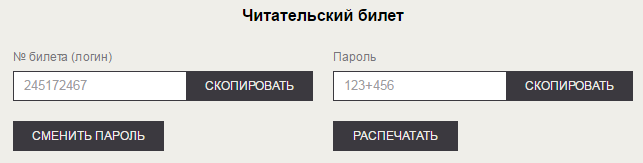 Читательский билет
№ билета (логин) Пароль
245172467 СКОПИРОВАТЬ 123+456 СКОПИРОВАТЬ
СМЕНИТЬ ПАРОЛЬ РАСПЕЧАТАТЬ